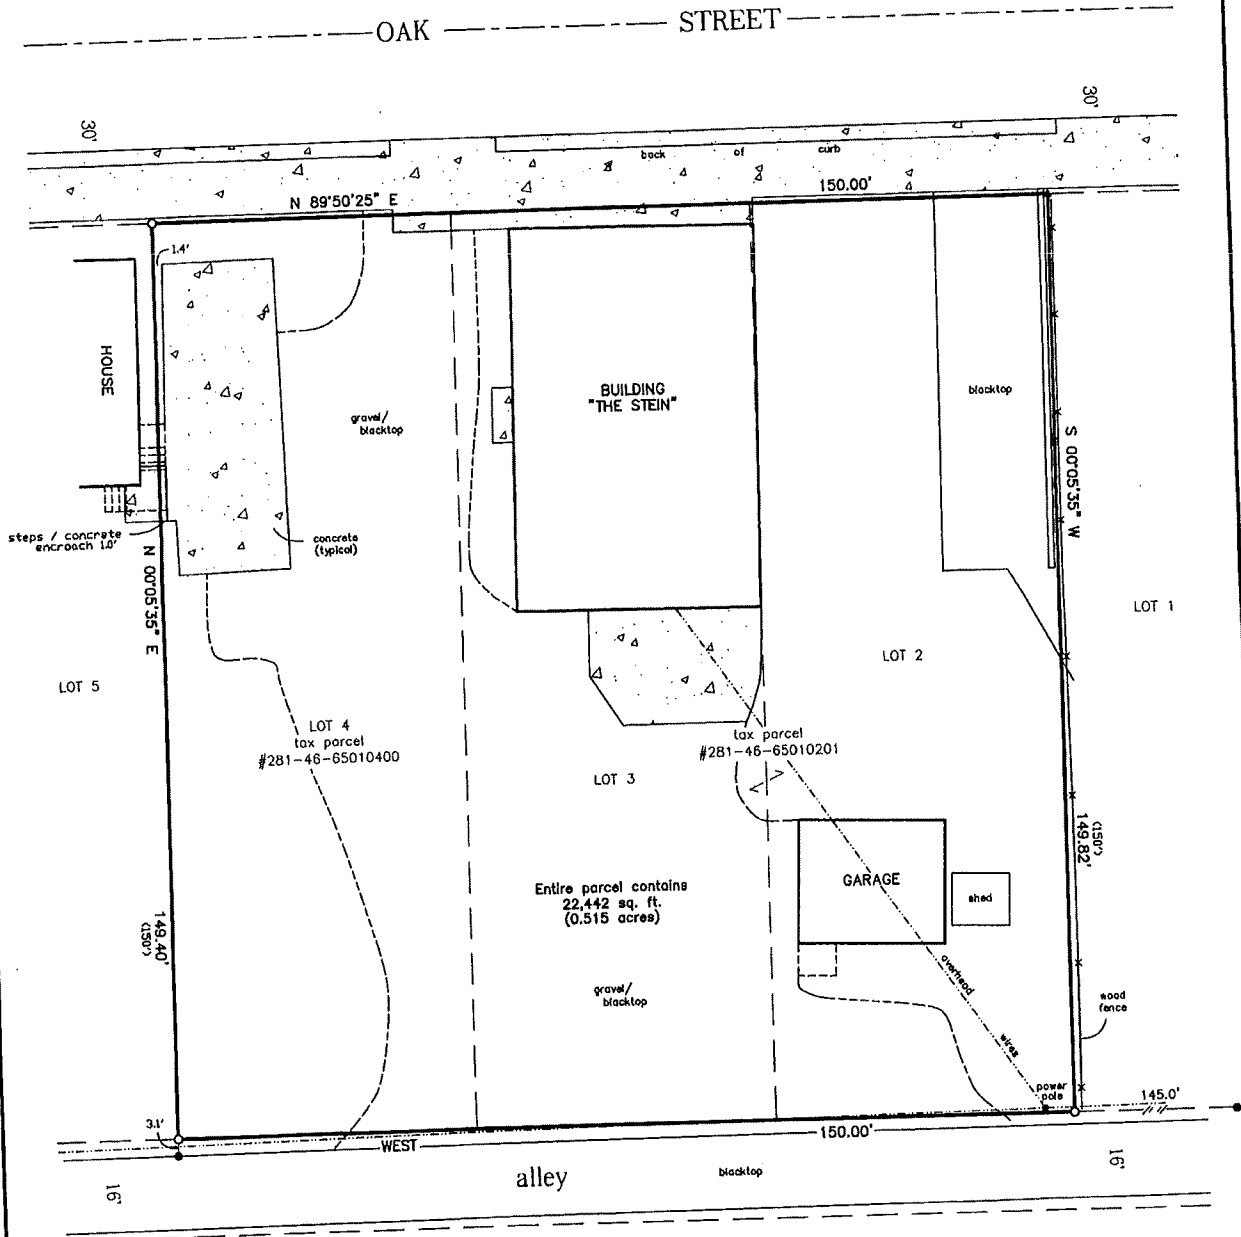 OAK STREET
30'
30'
back of curb
N 89°50'25" E
150.00'
1.4'
HOUSE
BUILDING
"THE STEIN"
blacktop
gravel/
blacktop
S 00°05'35" W
steps / concrete
encroach 1.0'
concrete
(typical)
N 00°05'35" E
LOT 1
LOT 2
LOT 5
LOT 4
tax parcel
#281-46-65010400
tax parcel
#281-46-65010201
LOT 3
149.82'
(150')
GARAGE
shed
Entire parcel contains
22,442 sq. ft.
(0.515 acres)
149.40'
(150')
overhead
wires
gravel/
blacktop
wood
fence
power
pole
145.0'
3.1'
WEST
150.00'
alley
blacktop
16'
16'